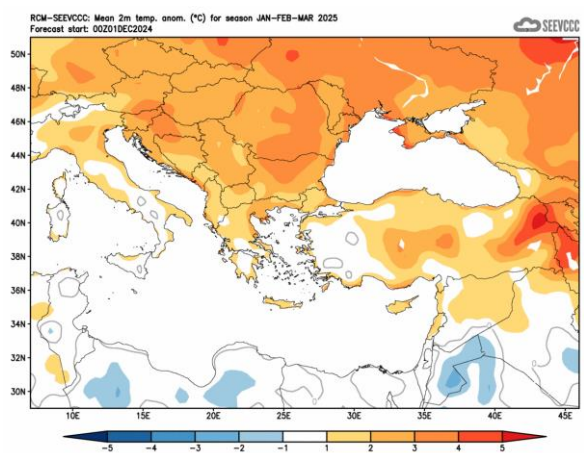 RCM-SEEVCCC: Mean 2m temp. anom. (°C) for season JAN-FEB-MAR 2025
Forecast start: 00Z01DEC2024
SEEVCCC
50N
48N
46N
44N
42N
40N
38N
36N
34N
32N
30N
10E 15E 20E 25E 30E 35E 40E 45E
-5 -4 -3 -2 -1 1 2 3 4 5